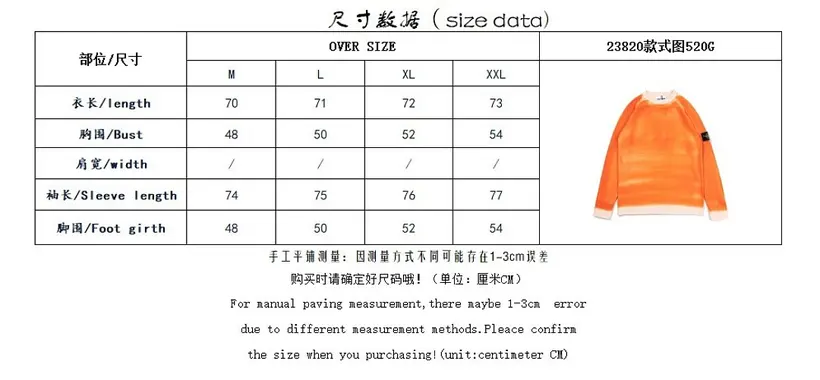 尺寸数据（size data）
部位/尺寸 OVER SIZE 23820款式图520G
M L XL XXL
衣长/length 70 71 72 73
胸围/Bust 48 50 52 54
肩宽/width / / / /
袖长/Sleeve length 74 75 76 77
脚围/Foot girth 48 50 52 54
手工平铺测量：因测量方式不同可能存在1-3cm误差
购买时请确定好尺码哦！（单位：厘米CM）
For manual paving measurement,there maybe 1-3cm error
due to different measurement methods.Pleace confirm
the size when you purchasing!(unit:centimeter CM)